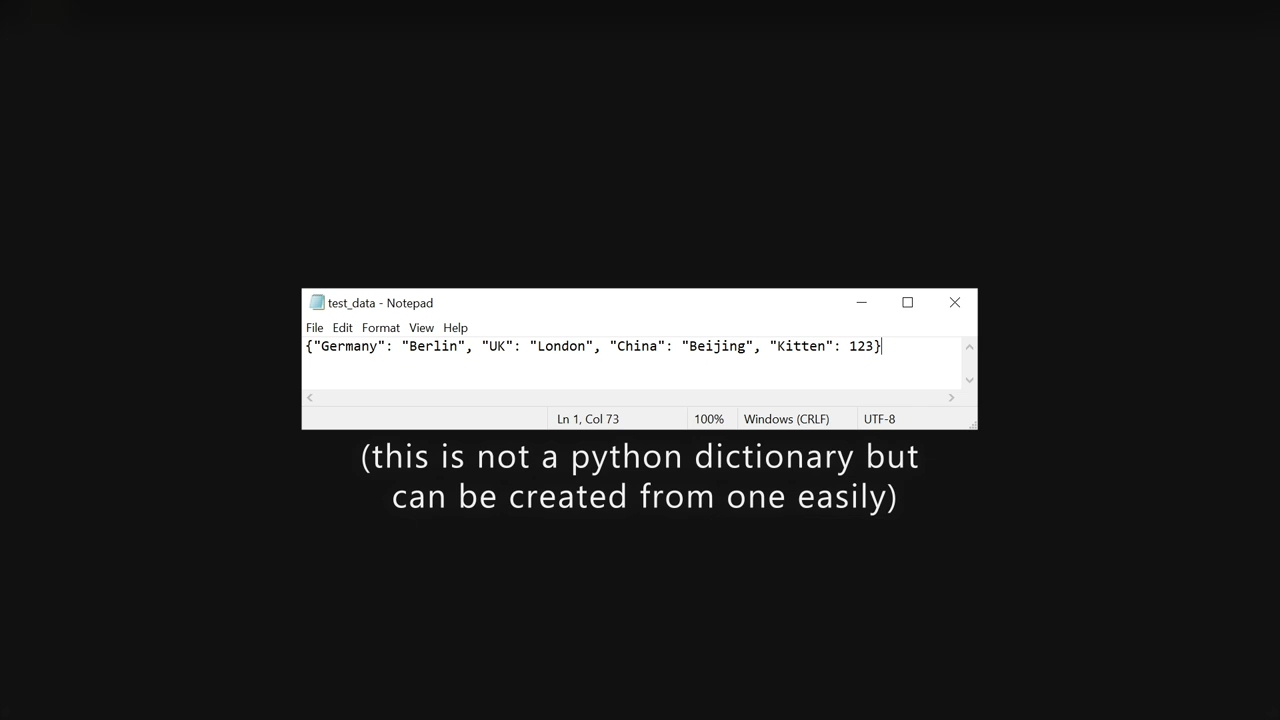 test_data - Notepad
File Edit Format View Help
{"Germany": "Berlin", "UK": "London", "China": "Beijing", "Kitten": 123}
Ln 1, Col 73 100% Windows (CRLF) UTF-8
(this is not a python dictionary but
can be created from one easily)